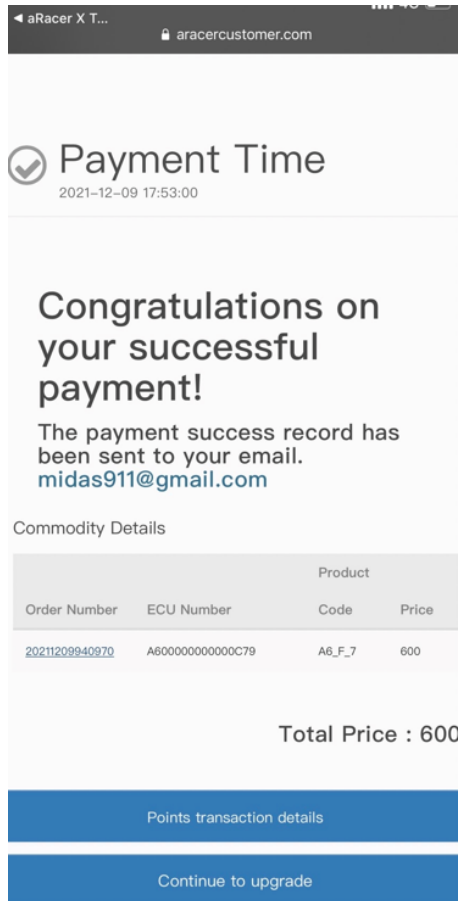 ◀ aRacer X T...
aracercustomer.com
Payment Time
2021-12-09 17:53:00
Congratulations on
your successful
payment!
The payment success record has
been sent to your email.
midas911@gmail.com
Commodity Details
Product
Order Number ECU Number Code Price
20211209940970 A600000000000C79 A6_F_7 600
Total Price : 600
Points transaction details
Continue to upgrade